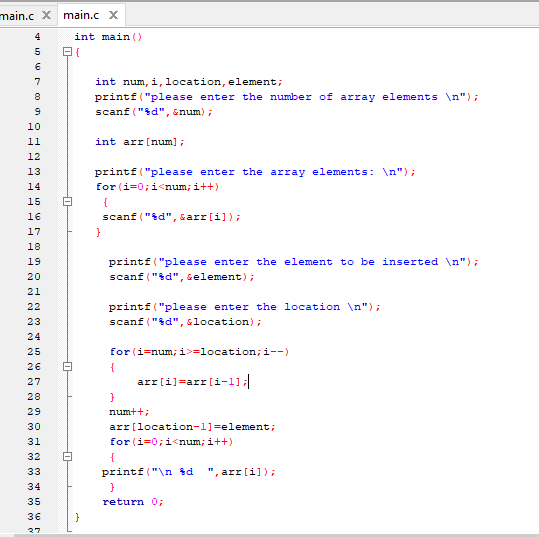 main.c X main.c X
4 int main()
5 {
6
7 int num,i,location,element;
8 printf("please enter the number of array elements \n");
9 scanf("%d",&num);
10
11 int arr[num];
12
13 printf("please enter the array elements: \n");
14 for(i=0;i<num;i++)
15 {
16 scanf("%d",&arr[i]);
17 }
18
19 printf("please enter the element to be inserted \n");
20 scanf("%d",&element);
21
22 printf("please enter the location \n");
23 scanf("%d",&location);
24
25 for(i=num;i>=location;i--)
26 {
27 arr[i]=arr[i-1];
28 }
29 num++;
30 arr[location-1]=element;
31 for(i=0;i<num;i++)
32 {
33 printf("\n %d  ",arr[i]);
34 }
35 return 0;
36 }
37